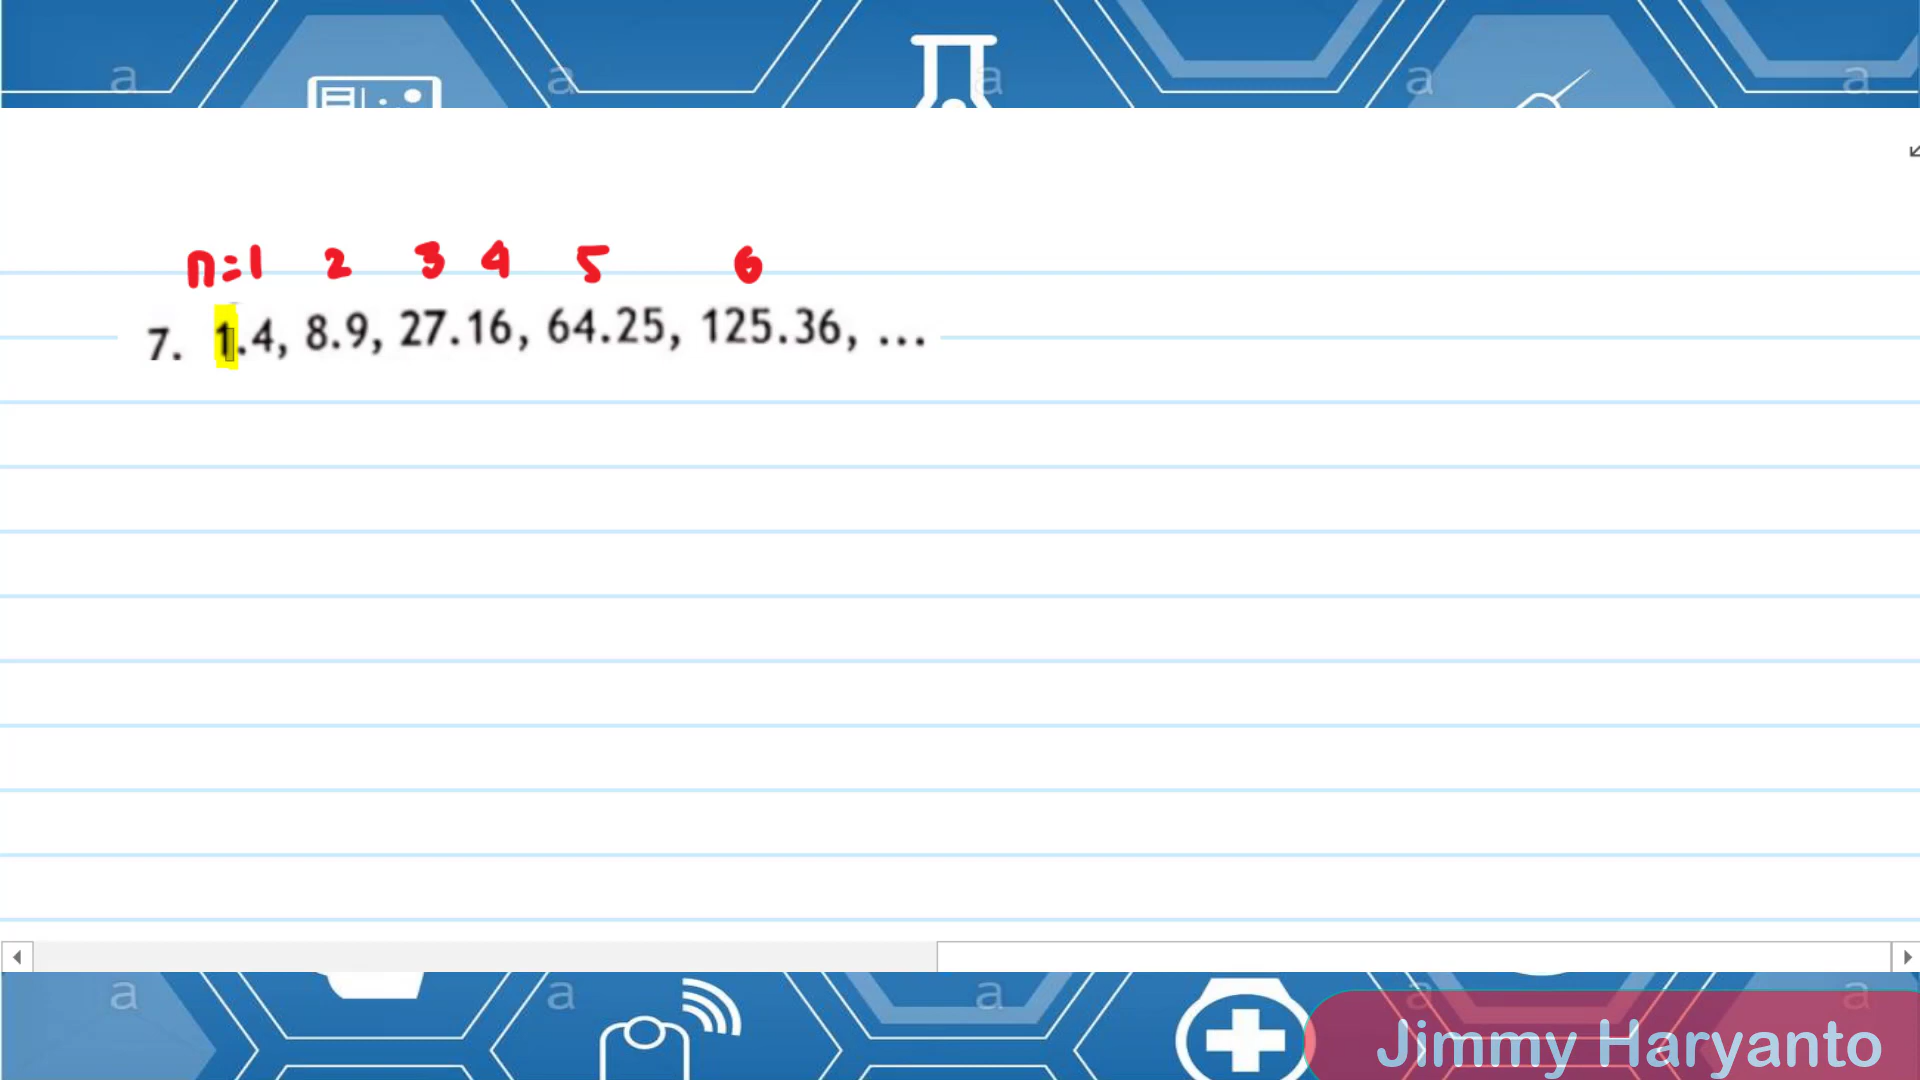 a a a a a
n=1 2 3 4 5 6
7. 1.4, 8.9, 27.16, 64.25, 125.36, ...
a a a a a
Jimmy Haryanto